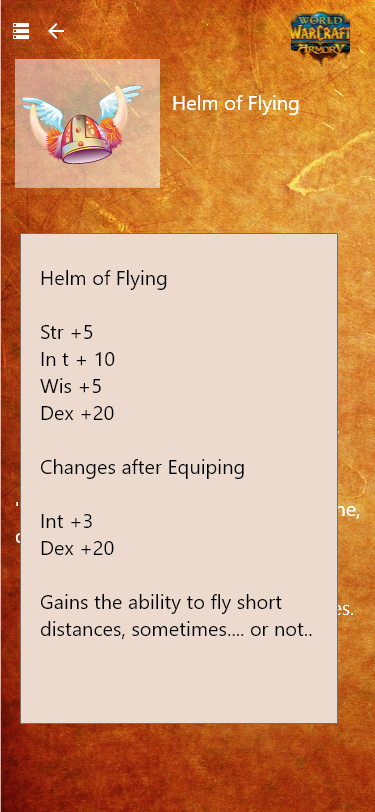 WORLD
WARCRAFT
ARMORY
Helm of Flying
Helm of Flying
Str +5
In t + 10
Wis +5
Dex +20
Changes after Equiping
Int +3
Dex +20
Gains the ability to fly short
distances, sometimes.... or not..